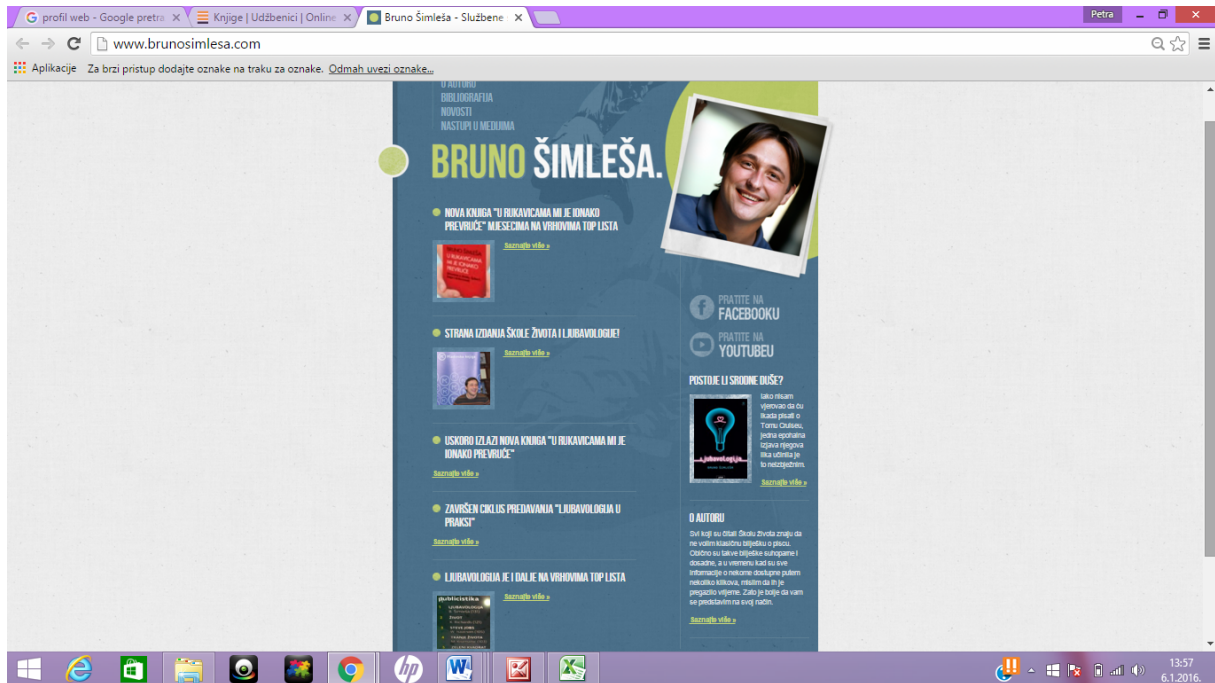 profil web - Google pretra
Knjige | Udžbenici | Online
Bruno Šimleša - Službene
Petra
www.brunosimlesa.com
Aplikacije Za brzi pristup dodajte oznake na traku za oznake. Odmah uvezi oznake...
O AUTORU
BIBLIOGRAFIJA
NOVOSTI
NASTUPI U MEDIJIMA
BRUNO ŠIMLEŠA.
NOVA KNJIGA "U RUKAVICAMA MI JE IONAKO
PREVRUĆE" MJESECIMA NA VRHOVIMA TOP LISTA
Saznajte više »
U RUKAVICAMA
MI JE IONAKO
PREVRUĆE
STRANA IZDANJA ŠKOLE ŽIVOTA I LJUBAVOLOGIJE!
Saznajte više »
USKORO IZLAZI NOVA KNJIGA "U RUKAVICAMA MI JE
IONAKO PREVRUĆE"
Saznajte više »
ZAVRŠEN CIKLUS PREDAVANJA "LJUBAVOLOGIJA U
PRAKSI"
Saznajte više »
LJUBAVOLOGIJA JE I DALJE NA VRHOVIMA TOP LISTA
Saznajte više »
publicistika
PRATITE NA
FACEBOOKU
PRATITE NA
YOUTUBEU
POSTOJE LI SRODNE DUŠE?
Iako nisam
vjerovao da ću
ikada pisati o
Tomu Cruiseu,
jedna epohalna
izjava njegova
lika učinila je
to neizbježnim.
Ljubavologija
Saznajte više »
O AUTORU
Svi koji su čitali Školu života znaju da
ne volim klasičnu bilješku o piscu.
Obično su takve bilješke suhoparne i
dosadne, a u vremenu kad su sve
informacije o nekome dostupne putem
nekoliko klikova, mislim da ih je
pregazilo vrijeme. Zato je bolje da vam
se predstavim na svoj način.
Saznajte više »
13:57
6.1.2016.